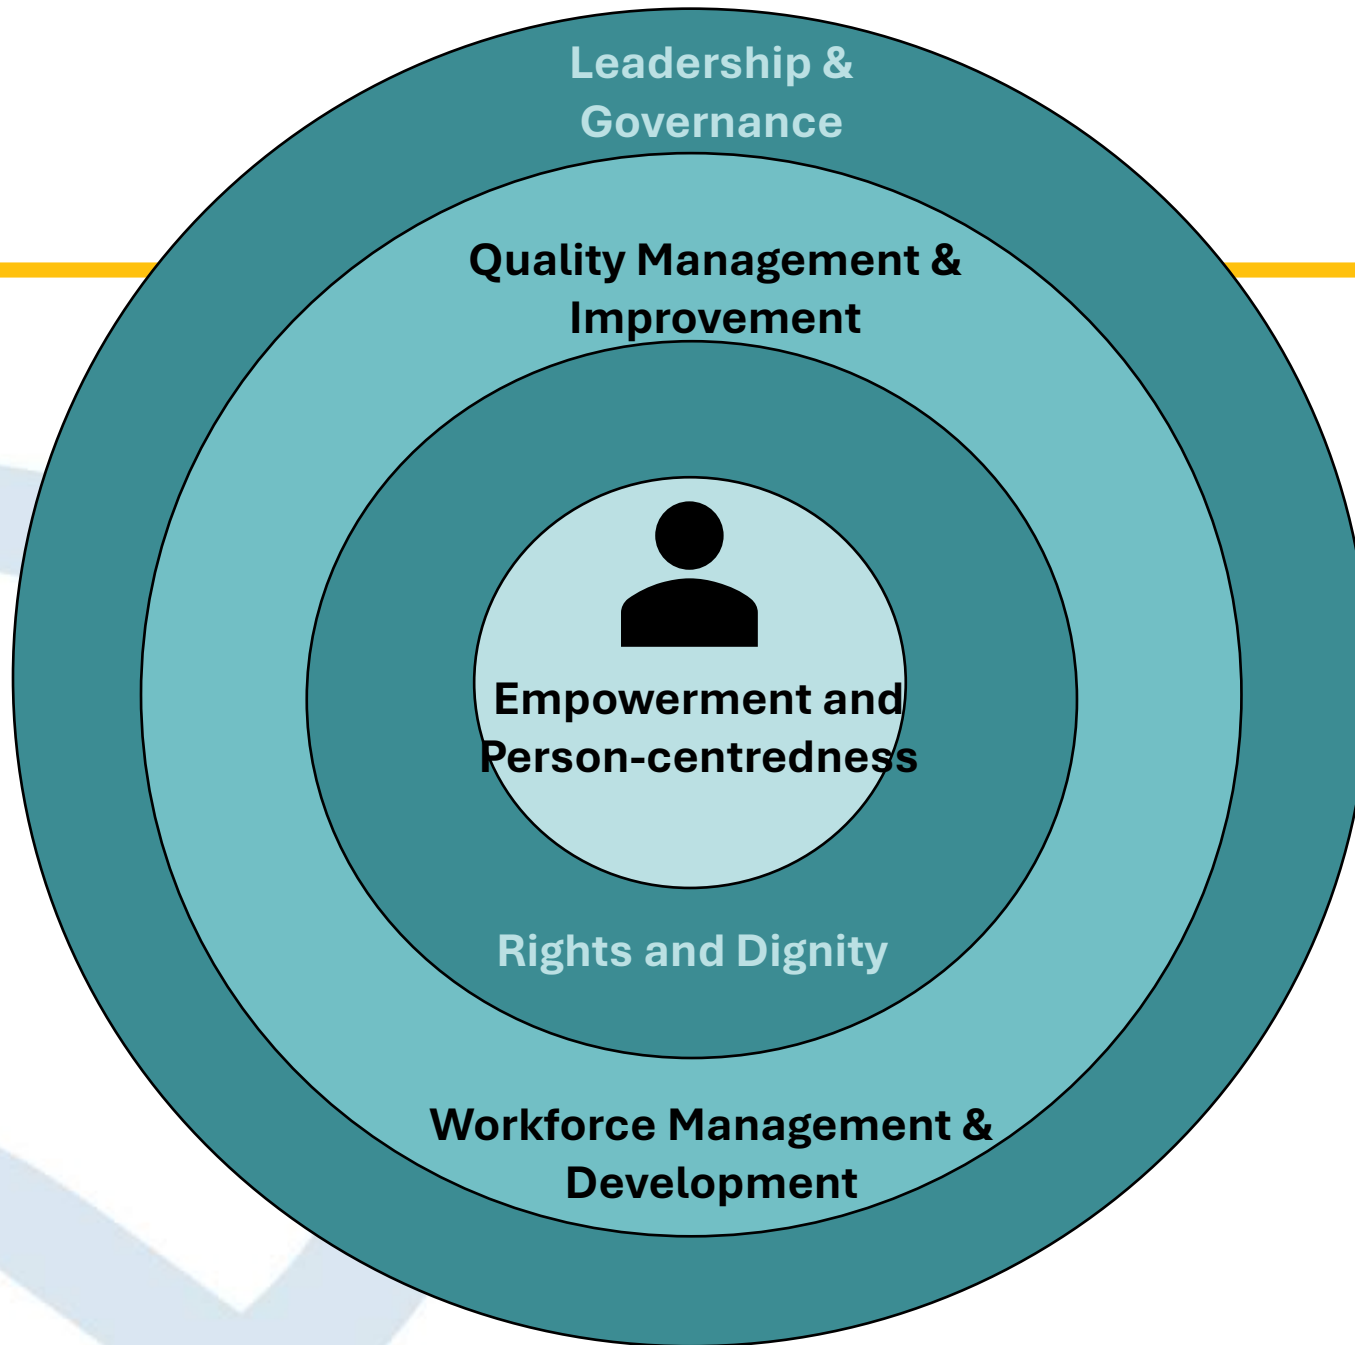 Leadership &
Governance
Quality Management &
Improvement
Empowerment and
Person-centredness
Rights and Dignity
Workforce Management &
Development